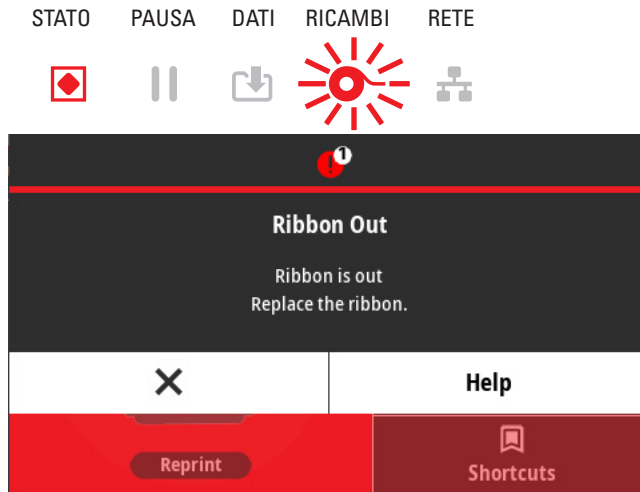 STATO PAUSA DATI RICAMBI RETE
! 1
Ribbon Out
Ribbon is out
Replace the ribbon.
Help
Reprint
Shortcuts